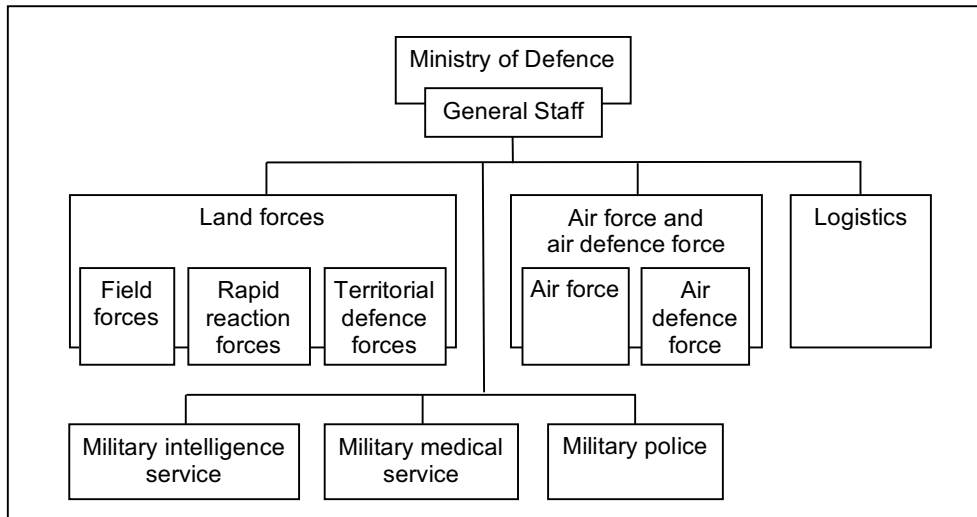 Ministry of Defence
General Staff
Land forces
Field
forces
Rapid
reaction
forces
Territorial
defence
forces
Air force and
air defence force
Air force
Air
defence
force
Logistics
Military intelligence
service
Military medical
service
Military police